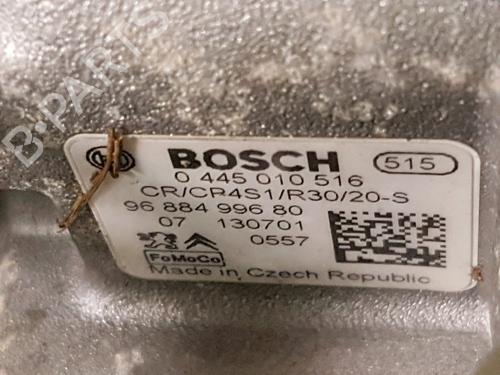 B-PARTS
BOSCH 515
0 445 010 516
CR/CP4S1/R30/20-S
96 884 996 80
07 130701
0557
FoMoCo
Made in Czech Republic